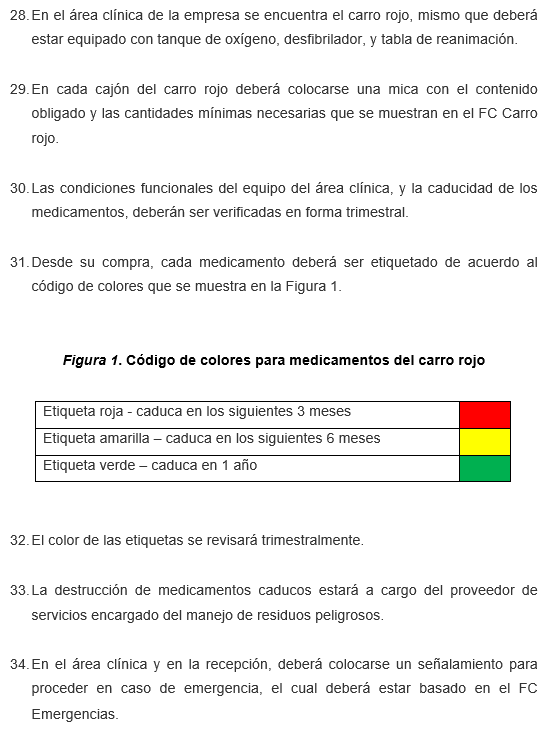 28. En el área clínica de la empresa se encuentra el carro rojo, mismo que deberá
estar equipado con tanque de oxígeno, desfibrilador, y tabla de reanimación.
29. En cada cajón del carro rojo deberá colocarse una mica con el contenido
obligado y las cantidades mínimas necesarias que se muestran en el FC Carro
rojo.
30. Las condiciones funcionales del equipo del área clínica, y la caducidad de los
medicamentos, deberán ser verificadas en forma trimestral.
31. Desde su compra, cada medicamento deberá ser etiquetado de acuerdo al
código de colores que se muestra en la Figura 1.
Figura 1. Código de colores para medicamentos del carro rojo
Etiqueta roja - caduca en los siguientes 3 meses
Etiqueta amarilla – caduca en los siguientes 6 meses
Etiqueta verde – caduca en 1 año
32. El color de las etiquetas se revisará trimestralmente.
33. La destrucción de medicamentos caducos estará a cargo del proveedor de
servicios encargado del manejo de residuos peligrosos.
34. En el área clínica y en la recepción, deberá colocarse un señalamiento para
proceder en caso de emergencia, el cual deberá estar basado en el FC
Emergencias.